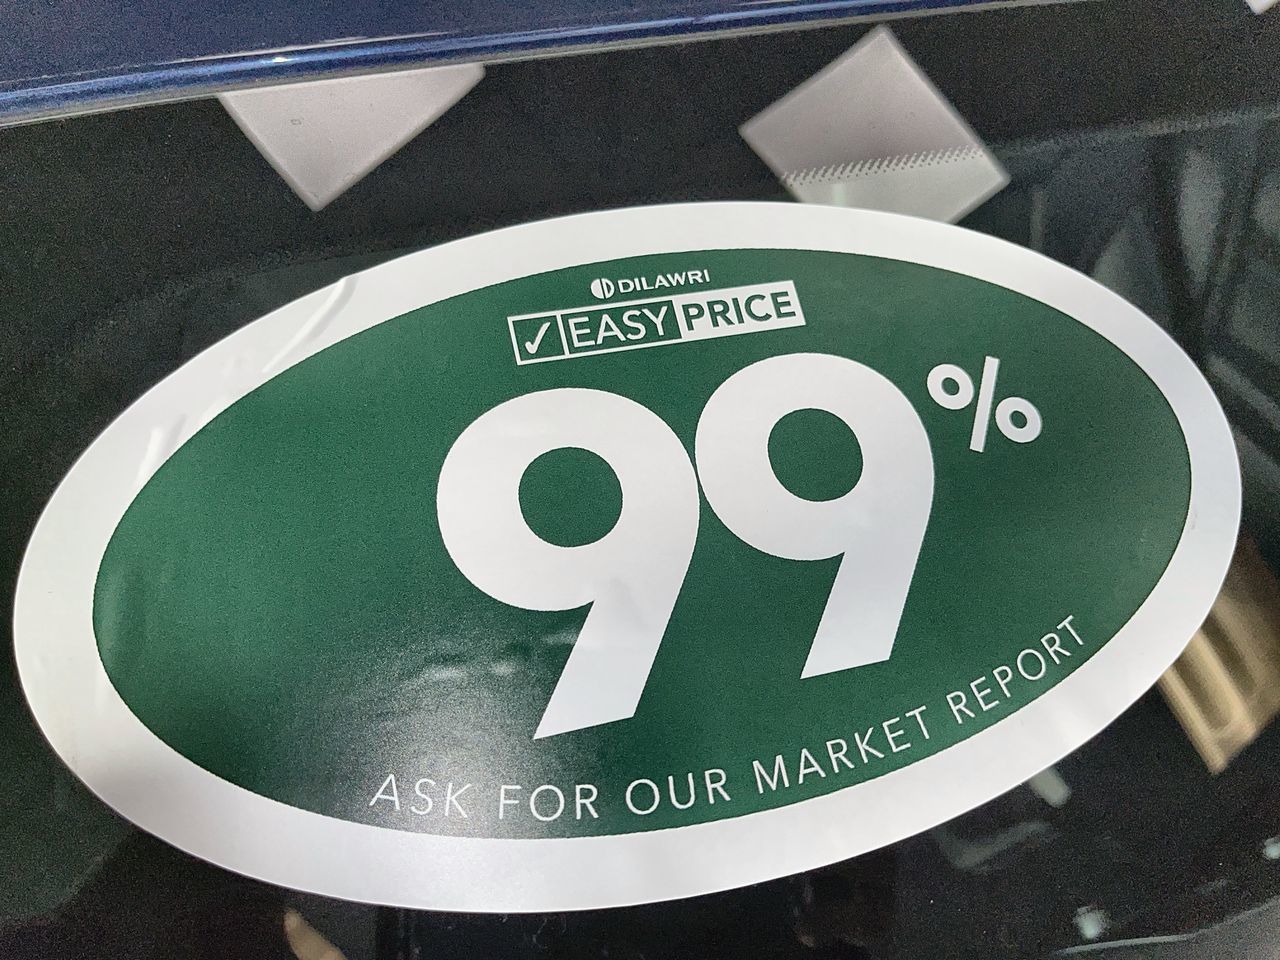 DILAWRI
✓ EASY PRICE
99%
ASK FOR OUR MARKET REPORT